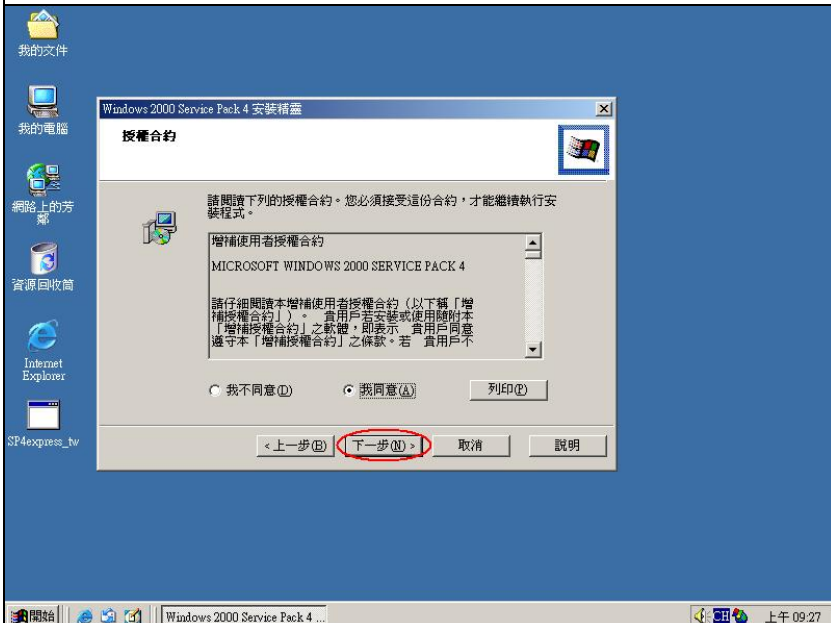 我的文件
我的電腦
網路上的芳
鄰
資源回收筒
Internet
Explorer
SP4express_tw
Windows 2000 Service Pack 4 安裝精靈
授權合約
請閱讀下列的授權合約。您必須接受這份合約，才能繼續執行安
裝程式。
增補使用者授權合約
MICROSOFT WINDOWS 2000 SERVICE PACK 4
請仔細閱讀本增補使用者授權合約（以下稱「增
補授權合約」）。 貴用戶若安裝或使用隨附本
「增補授權合約」之軟體，即表示 貴用戶同意
遵守本「增補授權合約」之條款。若 貴用戶不
我不同意(D)
我同意(A)
列印(P)
<上一步(B)
下一步(N)>
取消
說明
開始
Windows 2000 Service Pack 4 ...
CH
上午 09:27